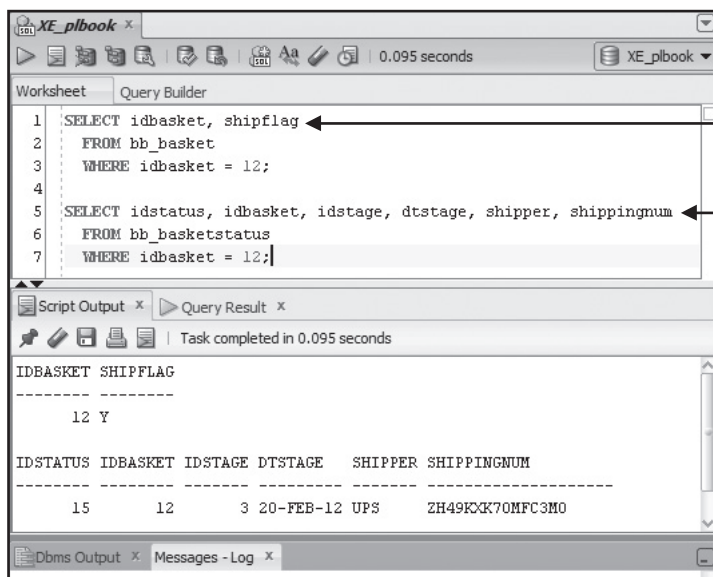 XE_plbook x
0.095 seconds
XE_plbook
Worksheet Query Builder
1 SELECT idbasket, shipflag
2 FROM bb_basket
3 WHERE idbasket = 12;
4
5 SELECT idstatus, idbasket, idstage, dtstage, shipper, shippingnum
6 FROM bb_basketstatus
7 WHERE idbasket = 12;
Script Output x Query Result x
Task completed in 0.095 seconds
IDBASKET SHIPFLAG
-------- --------
12 Y
IDSTATUS IDBASKET IDSTAGE DTSTAGE SHIPPER SHIPPINGNUM
-------- -------- ------- --------- ------- --------------------
15 12 3 20-FEB-12 UPS ZH49KXK70MFC3M0
Dbms Output x Messages - Log x